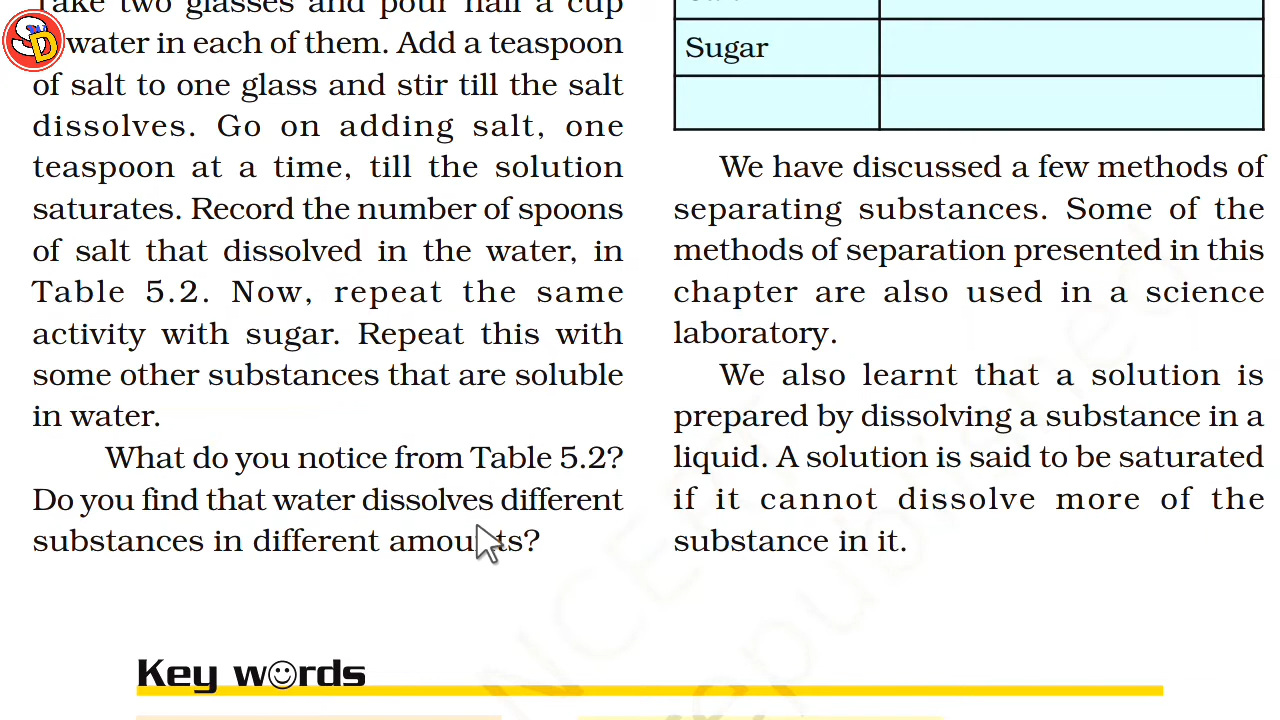 Take two glasses and pour half a cup
water in each of them. Add a teaspoon
of salt to one glass and stir till the salt
dissolves. Go on adding salt, one
teaspoon at a time, till the solution
saturates. Record the number of spoons
of salt that dissolved in the water, in
Table 5.2. Now, repeat the same
activity with sugar. Repeat this with
some other substances that are soluble
in water.
What do you notice from Table 5.2?
Do you find that water dissolves different
substances in different amounts?
Sugar
We have discussed a few methods of
separating substances. Some of the
methods of separation presented in this
chapter are also used in a science
laboratory.
We also learnt that a solution is
prepared by dissolving a substance in a
liquid. A solution is said to be saturated
if it cannot dissolve more of the
substance in it.
Key words